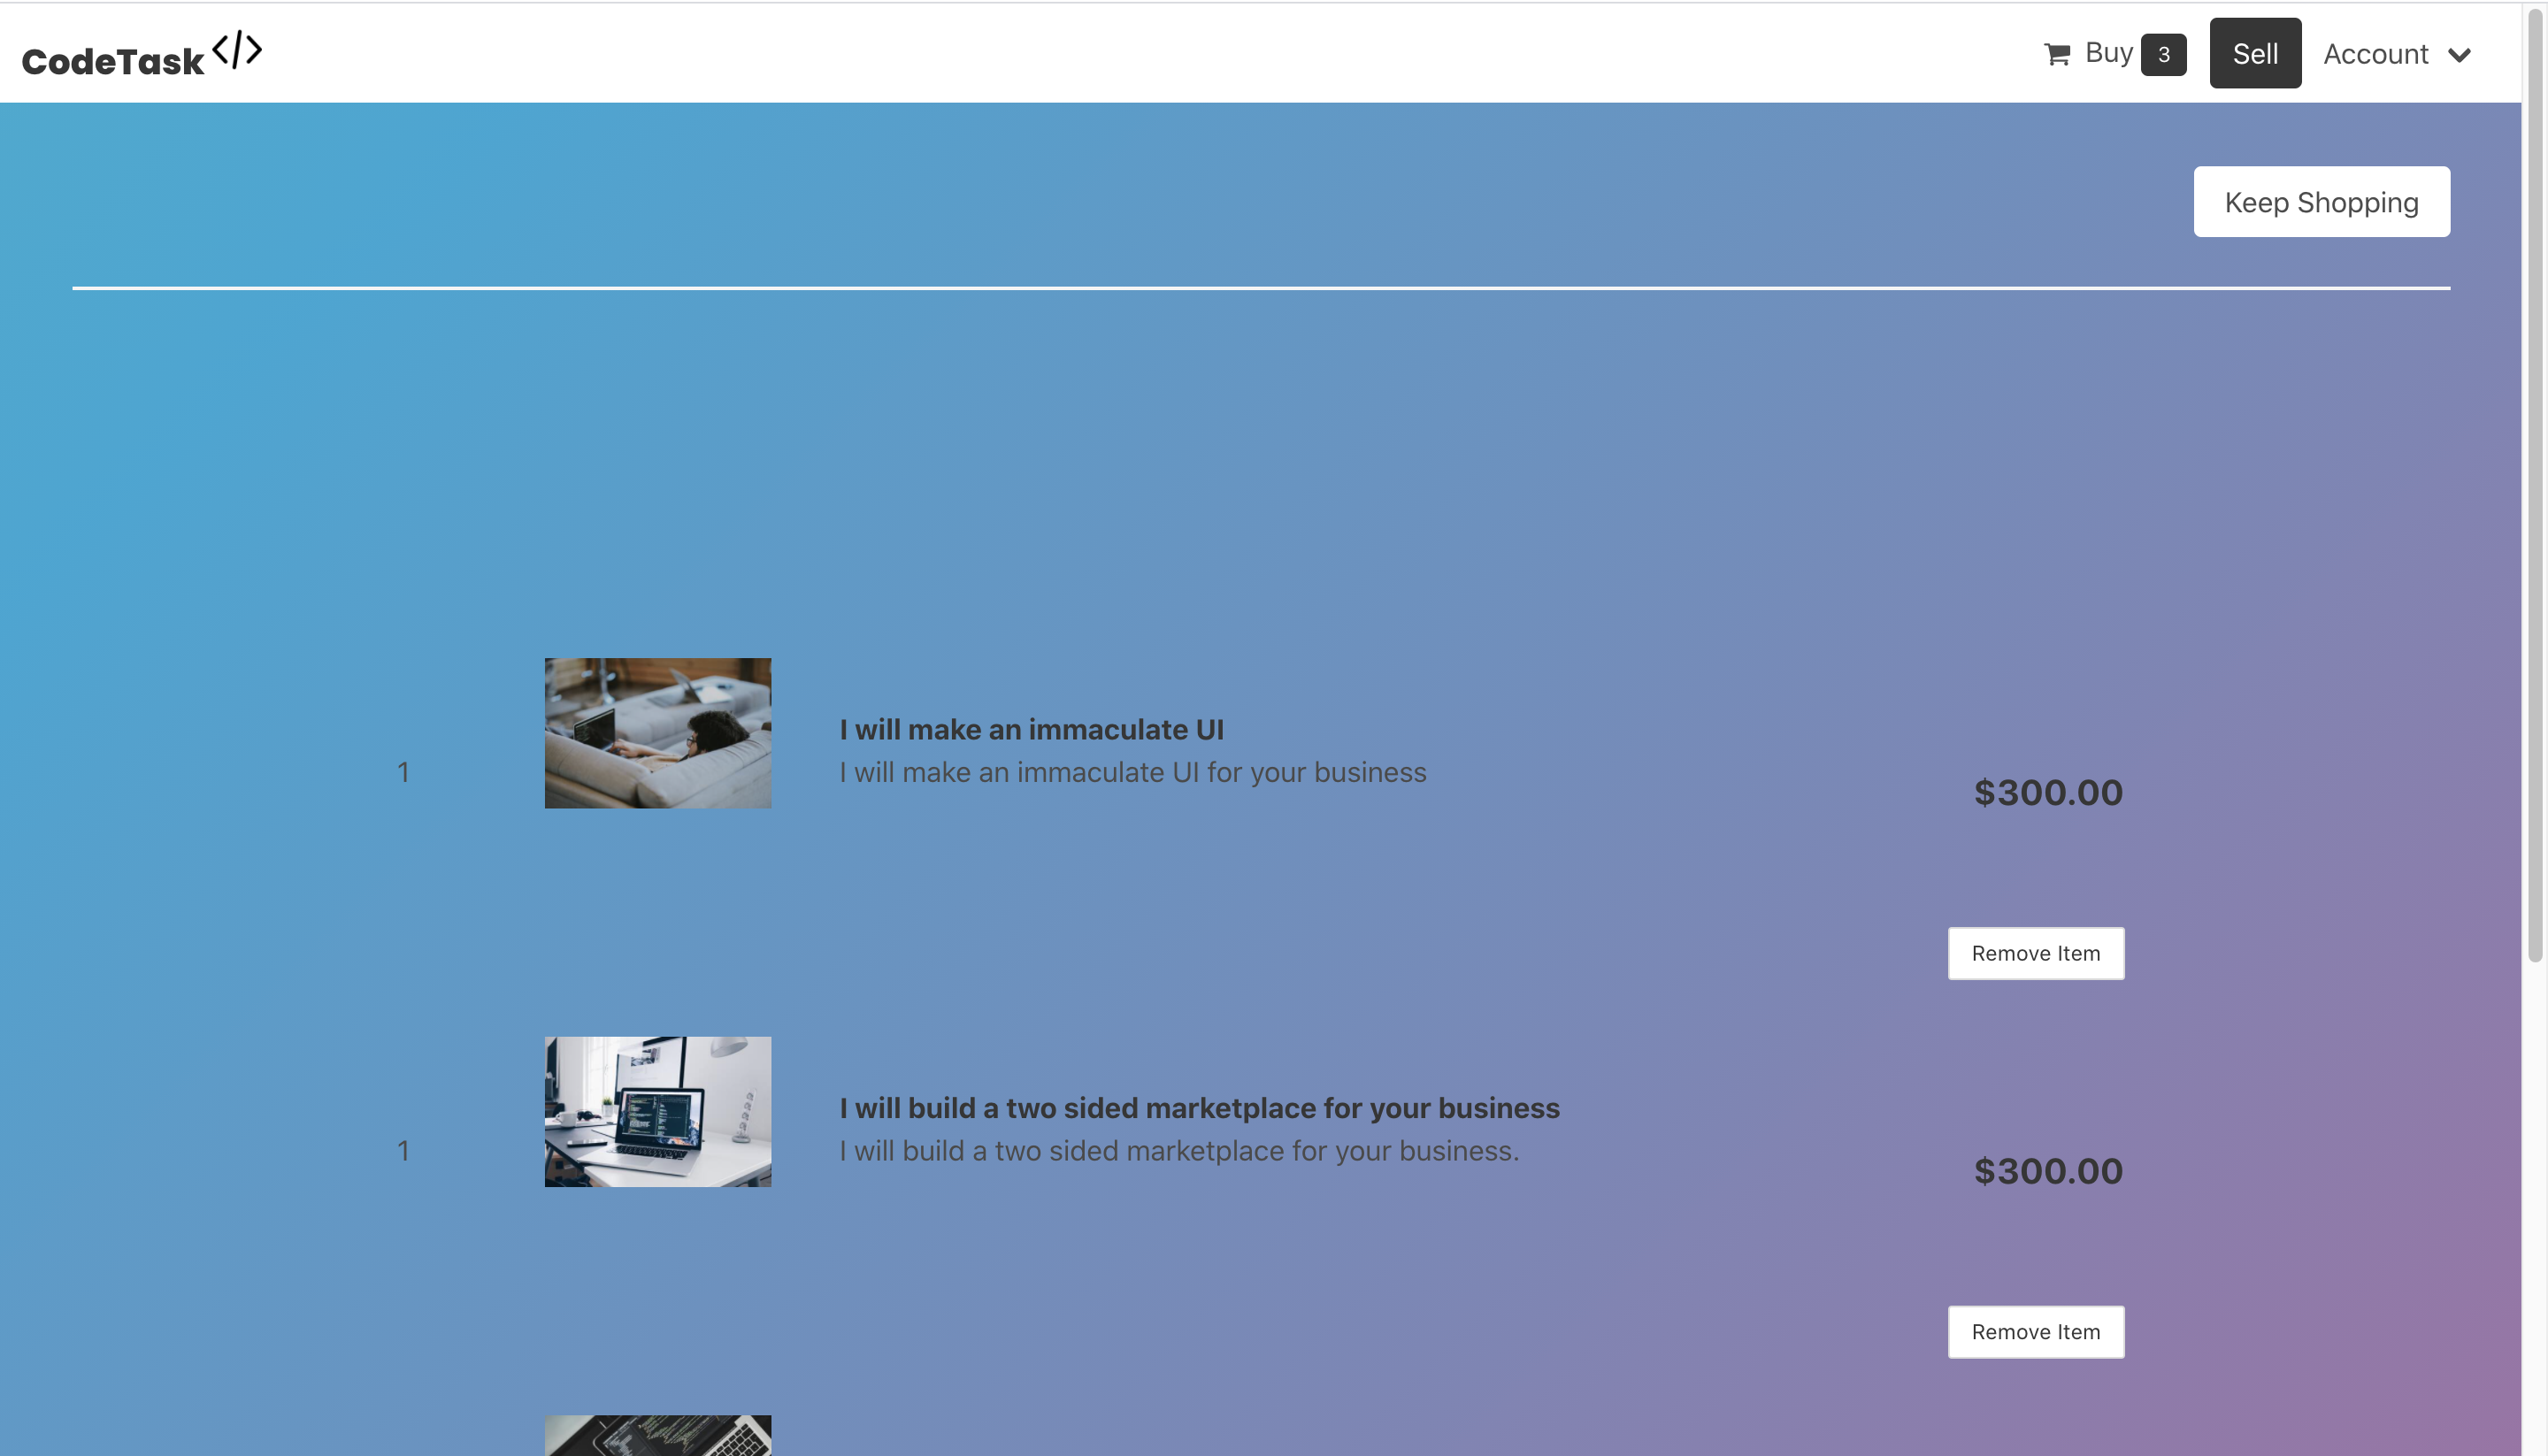 CodeTask </>
Buy 3
Sell
Account
Keep Shopping
I will make an immaculate UI
1
I will make an immaculate UI for your business
$300.00
Remove Item
I will build a two sided marketplace for your business
1
I will build a two sided marketplace for your business.
$300.00
Remove Item